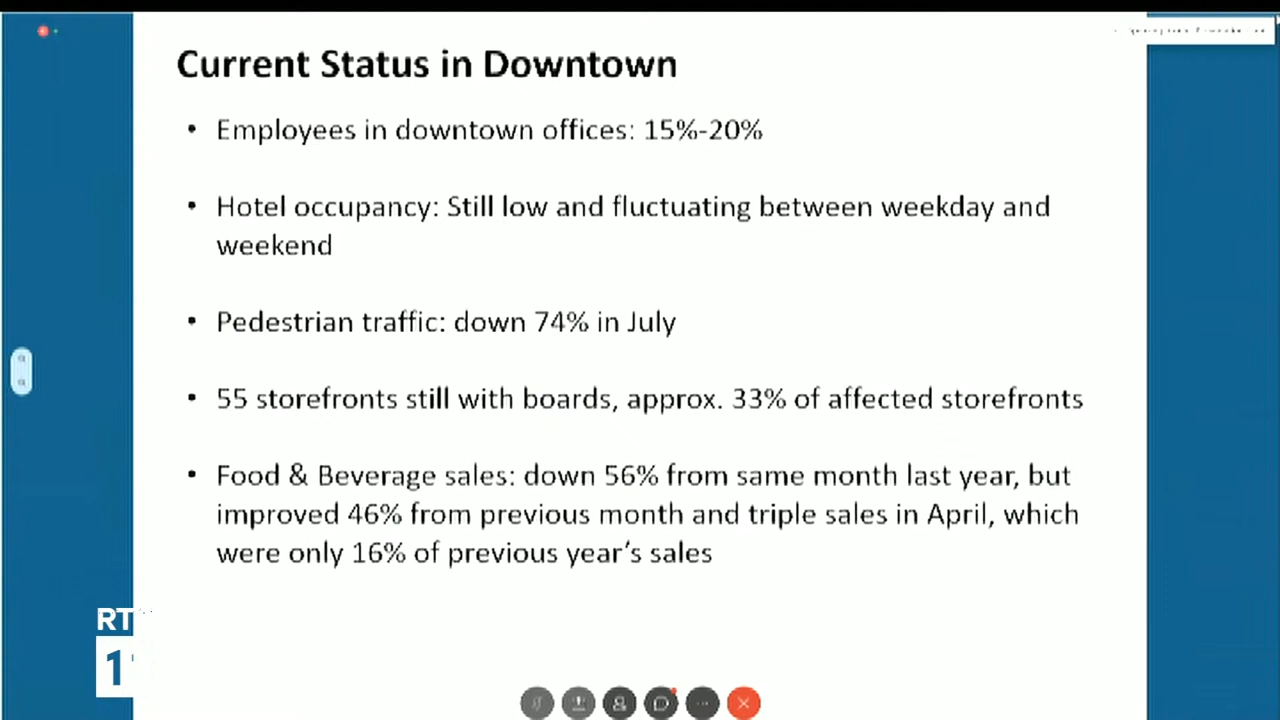 Current Status in Downtown
• Employees in downtown offices: 15%-20%
• Hotel occupancy: Still low and fluctuating between weekday and
weekend
• Pedestrian traffic: down 74% in July
• 55 storefronts still with boards, approx. 33% of affected storefronts
• Food & Beverage sales: down 56% from same month last year, but
improved 46% from previous month and triple sales in April, which
were only 16% of previous year’s sales
RT